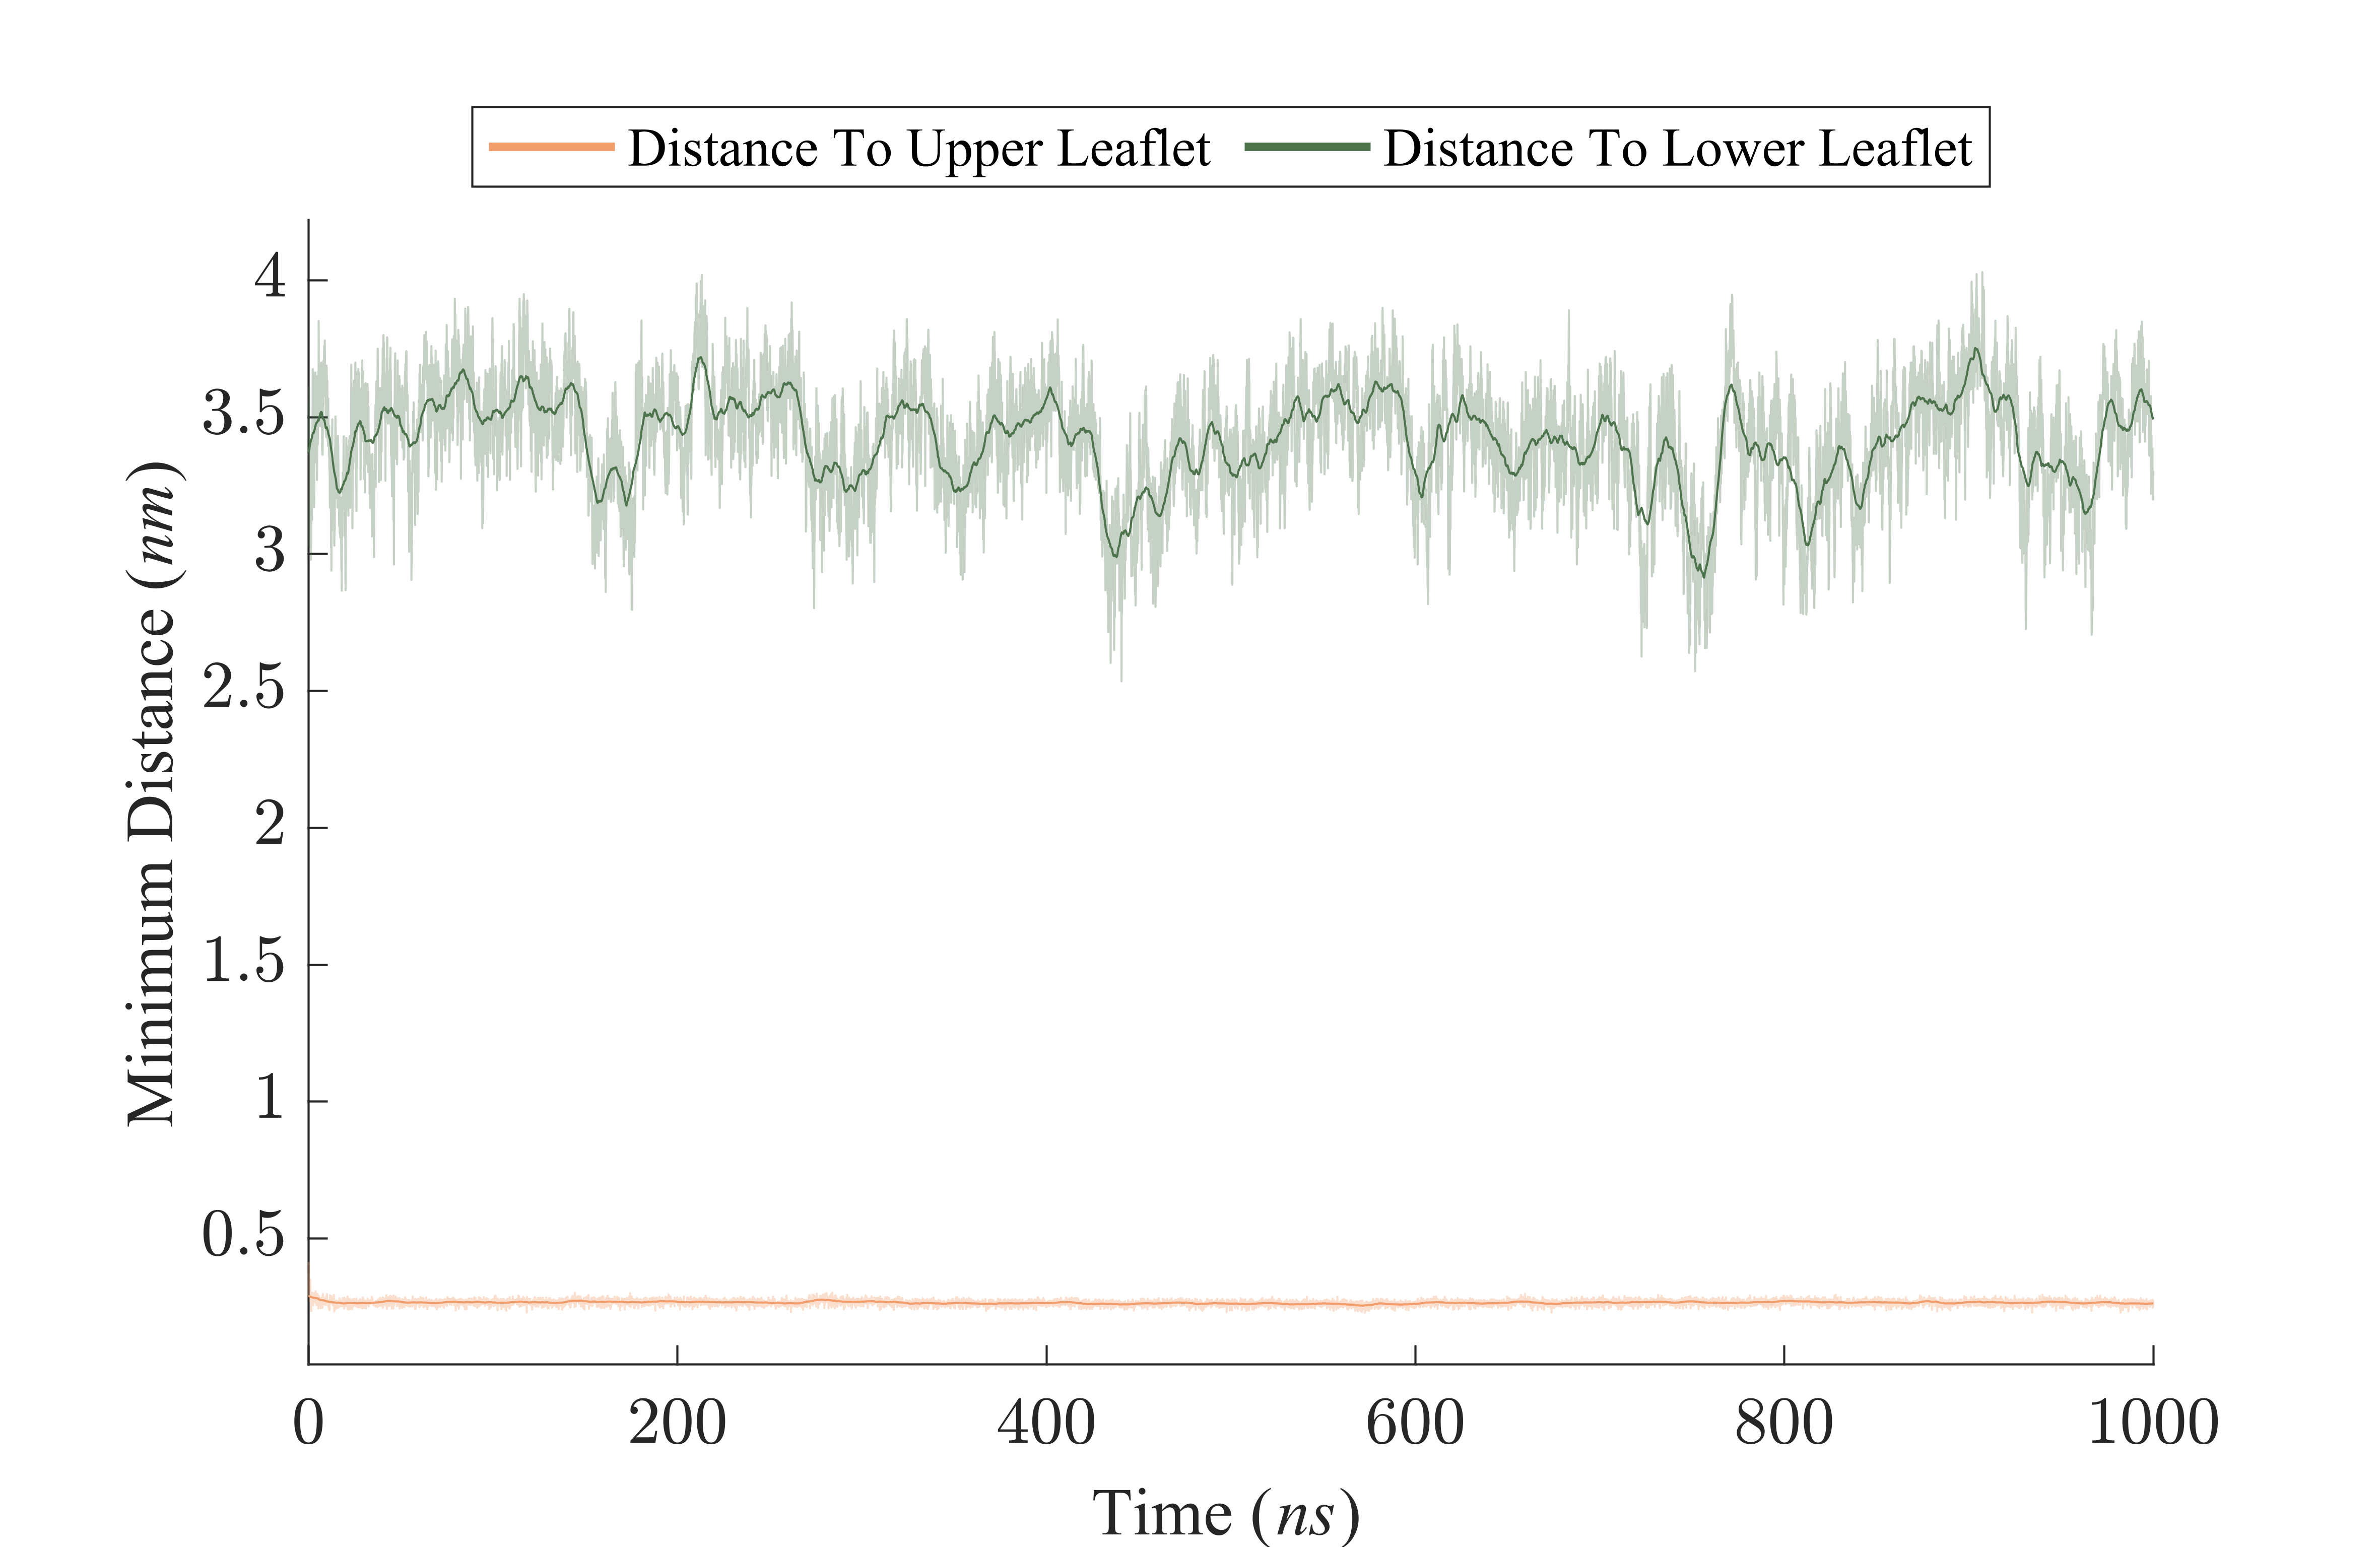 Distance To Upper Leaflet Distance To Lower Leaflet
4
3.5
3
2.5
2
1.5
1
0.5
Minimum Distance (nm)
0 200 400 600 800 1000
Time (ns)